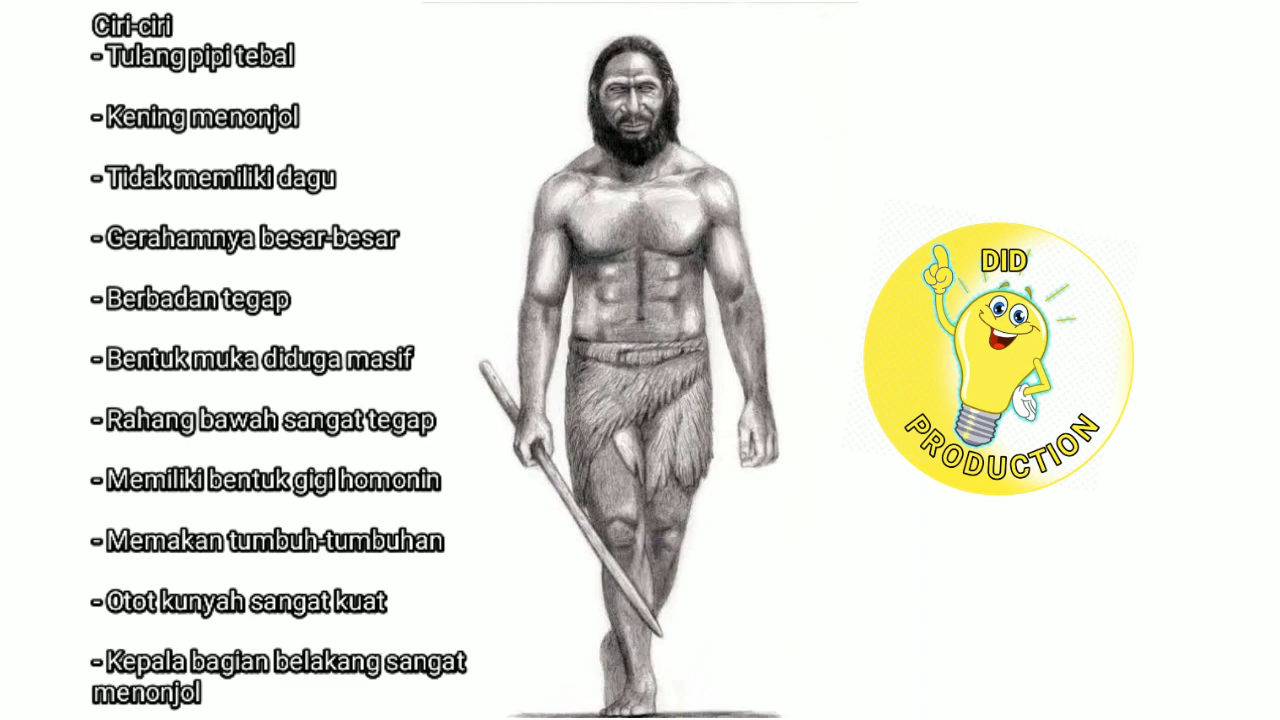 Ciri-ciri
- Tulang pipi tebal
- Kening menonjol
- Tidak memiliki dagu
- Gerahamnya besar-besar
- Berbadan tegap
- Bentuk muka diduga masif
- Rahang bawah sangat tegap
- Memiliki bentuk gigi homonin
- Memakan tumbuh-tumbuhan
- Otot kunyah sangat kuat
- Kepala bagian belakang sangat
menonjol
DID
PRODUCTION